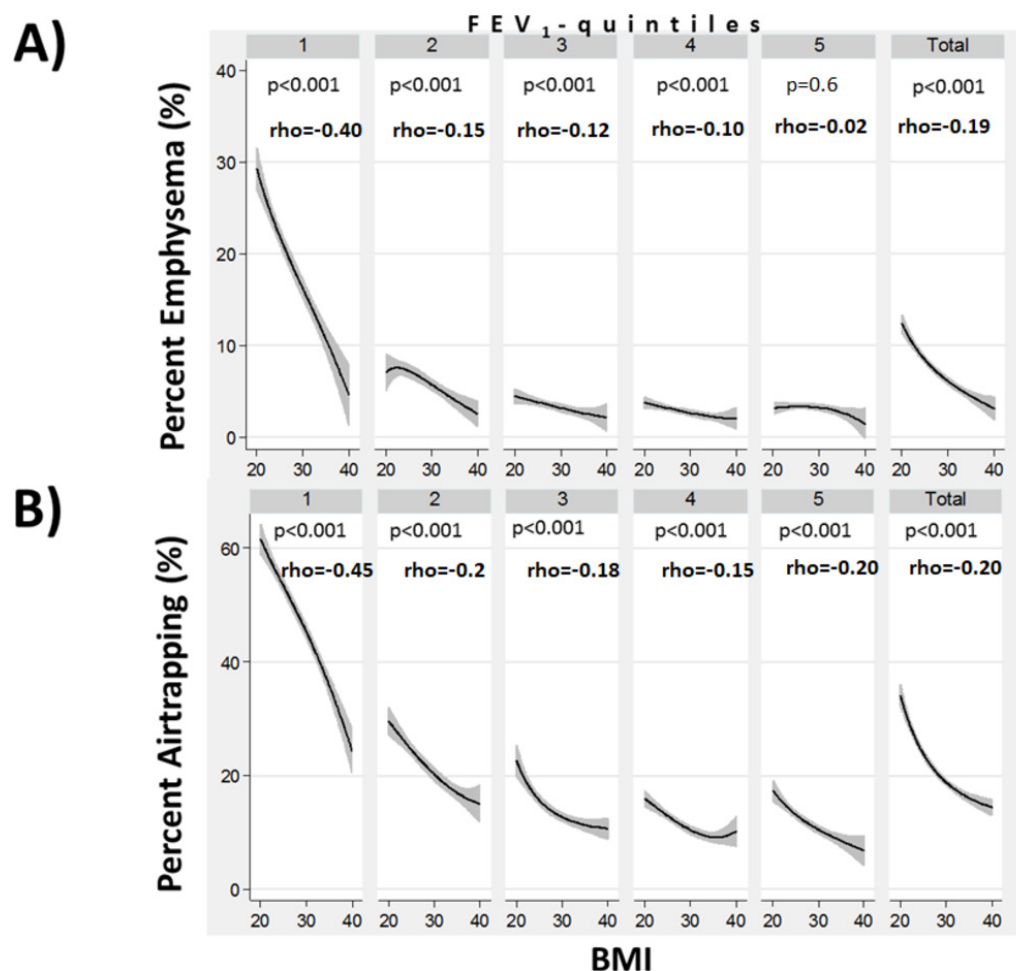 FEV1-quintiles
A)
1 2 3 4 5 Total
Percent Emphysema (%)
40
p<0.001 p<0.001 p<0.001 p<0.001 p=0.6 p<0.001
rho=-0.40 rho=-0.15 rho=-0.12 rho=-0.10 rho=-0.02 rho=-0.19
30
20
10
0
20 30 40 20 30 40 20 30 40 20 30 40 20 30 40 20 30 40
B)
1 2 3 4 5 Total
Percent Airtrapping (%)
p<0.001 p<0.001 p<0.001 p<0.001 p<0.001 p<0.001
60
rho=-0.45 rho=-0.2 rho=-0.18 rho=-0.15 rho=-0.20 rho=-0.20
40
20
0
20 30 40 20 30 40 20 30 40 20 30 40 20 30 40 20 30 40
BMI